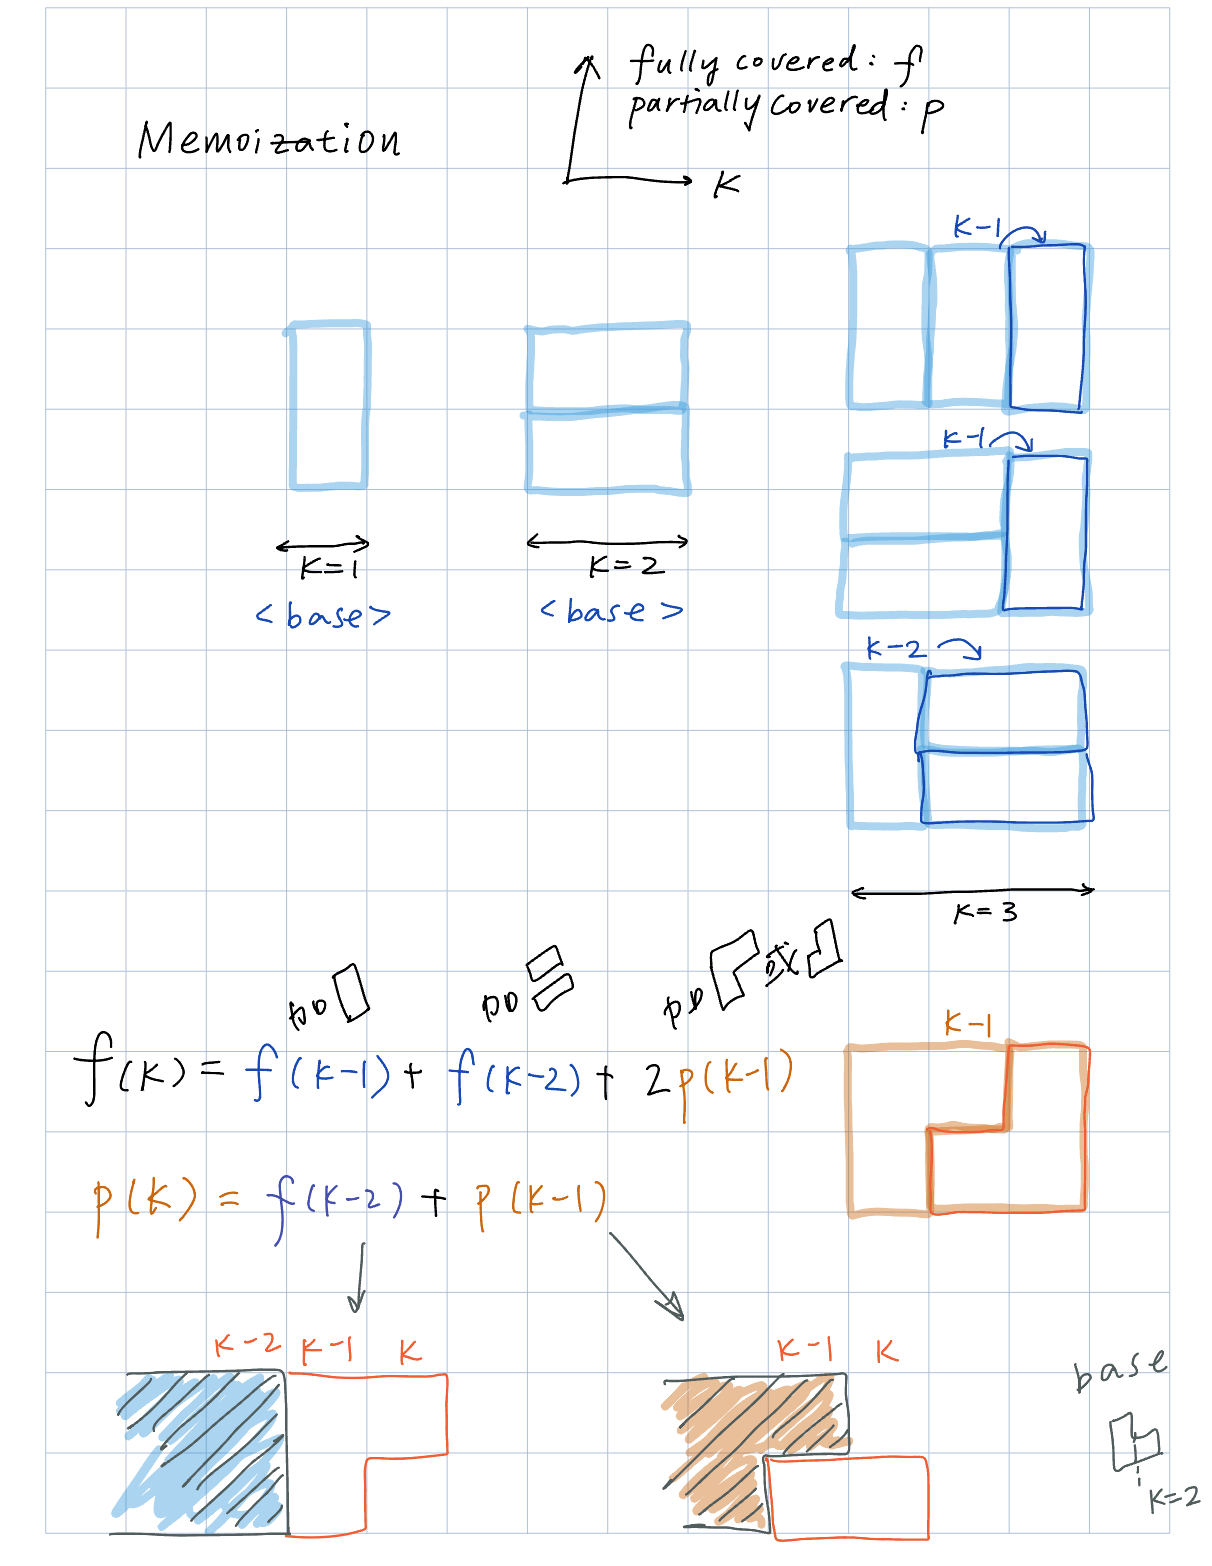 fully covered: f
partially covered: p
Memoization
K
K-1
K-1
K=1
K=2
<base>
<base>
K-2
K=3
加 加 加 或
f(K) = f(K-1) + f(K-2) + 2p(K-1)
K-1
p(K) = f(K-2) + p(K-1)
K-2 K-1 K
K-1 K
base
K=2